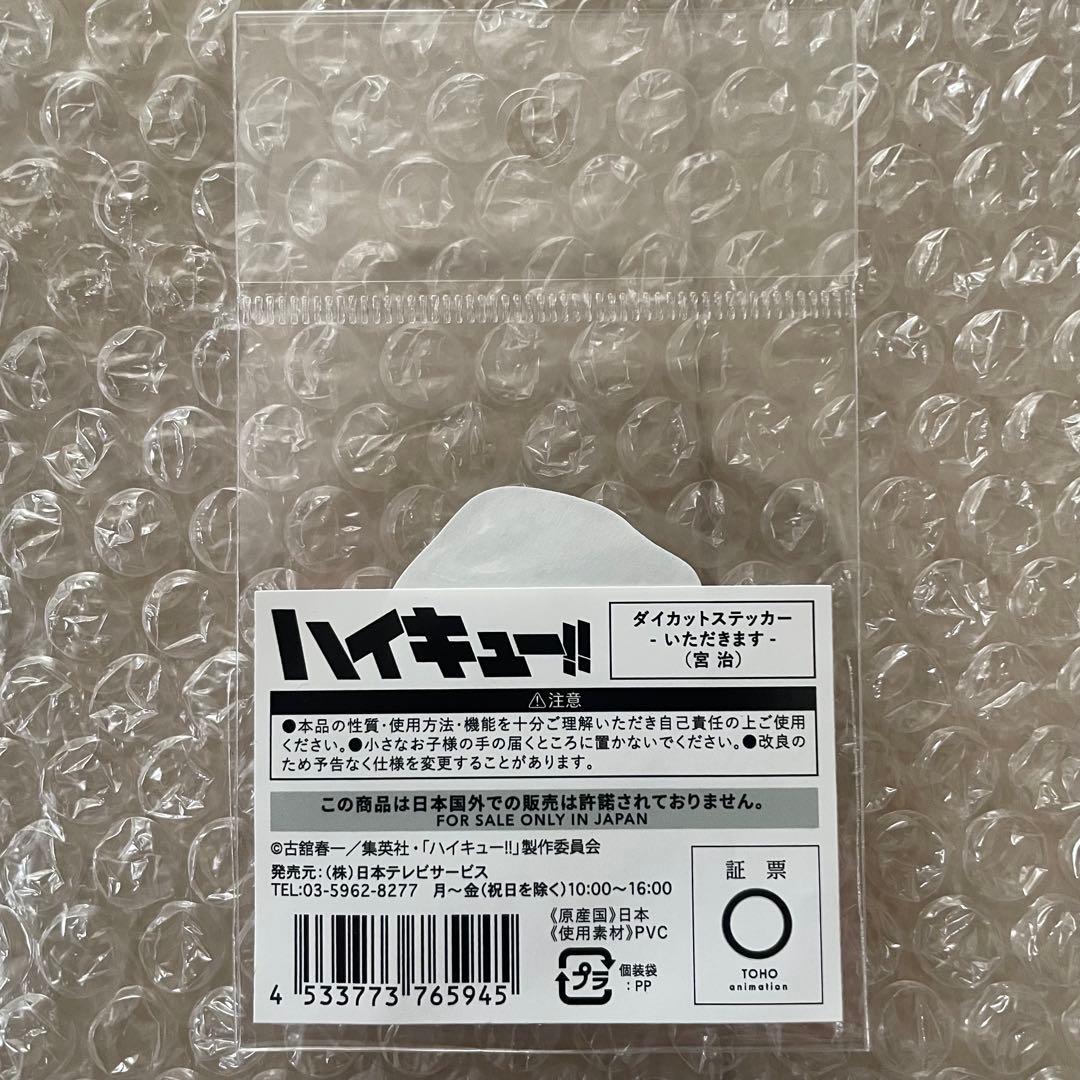 ハイキュー!!
ダイカットステッカー
- いただきます -
（宮 治）
⚠注意
●本品の性質・使用方法・機能を十分ご理解いただき自己責任の上ご使用
ください。●小さなお子様の手の届くところに置かないでください。●改良の
ため予告なく仕様を変更することがあります。
この商品は日本国外での販売は許諾されておりません。
FOR SALE ONLY IN JAPAN
©古舘春一／集英社・「ハイキュー!!」製作委員会
発売元：（株）日本テレビサービス
TEL:03-5962-8277 月〜金（祝日を除く）10:00〜16:00
《原産国》日本
《使用素材》PVC
プラ
個装袋
：PP
4 533773 765945
証 票
TOHO
animation